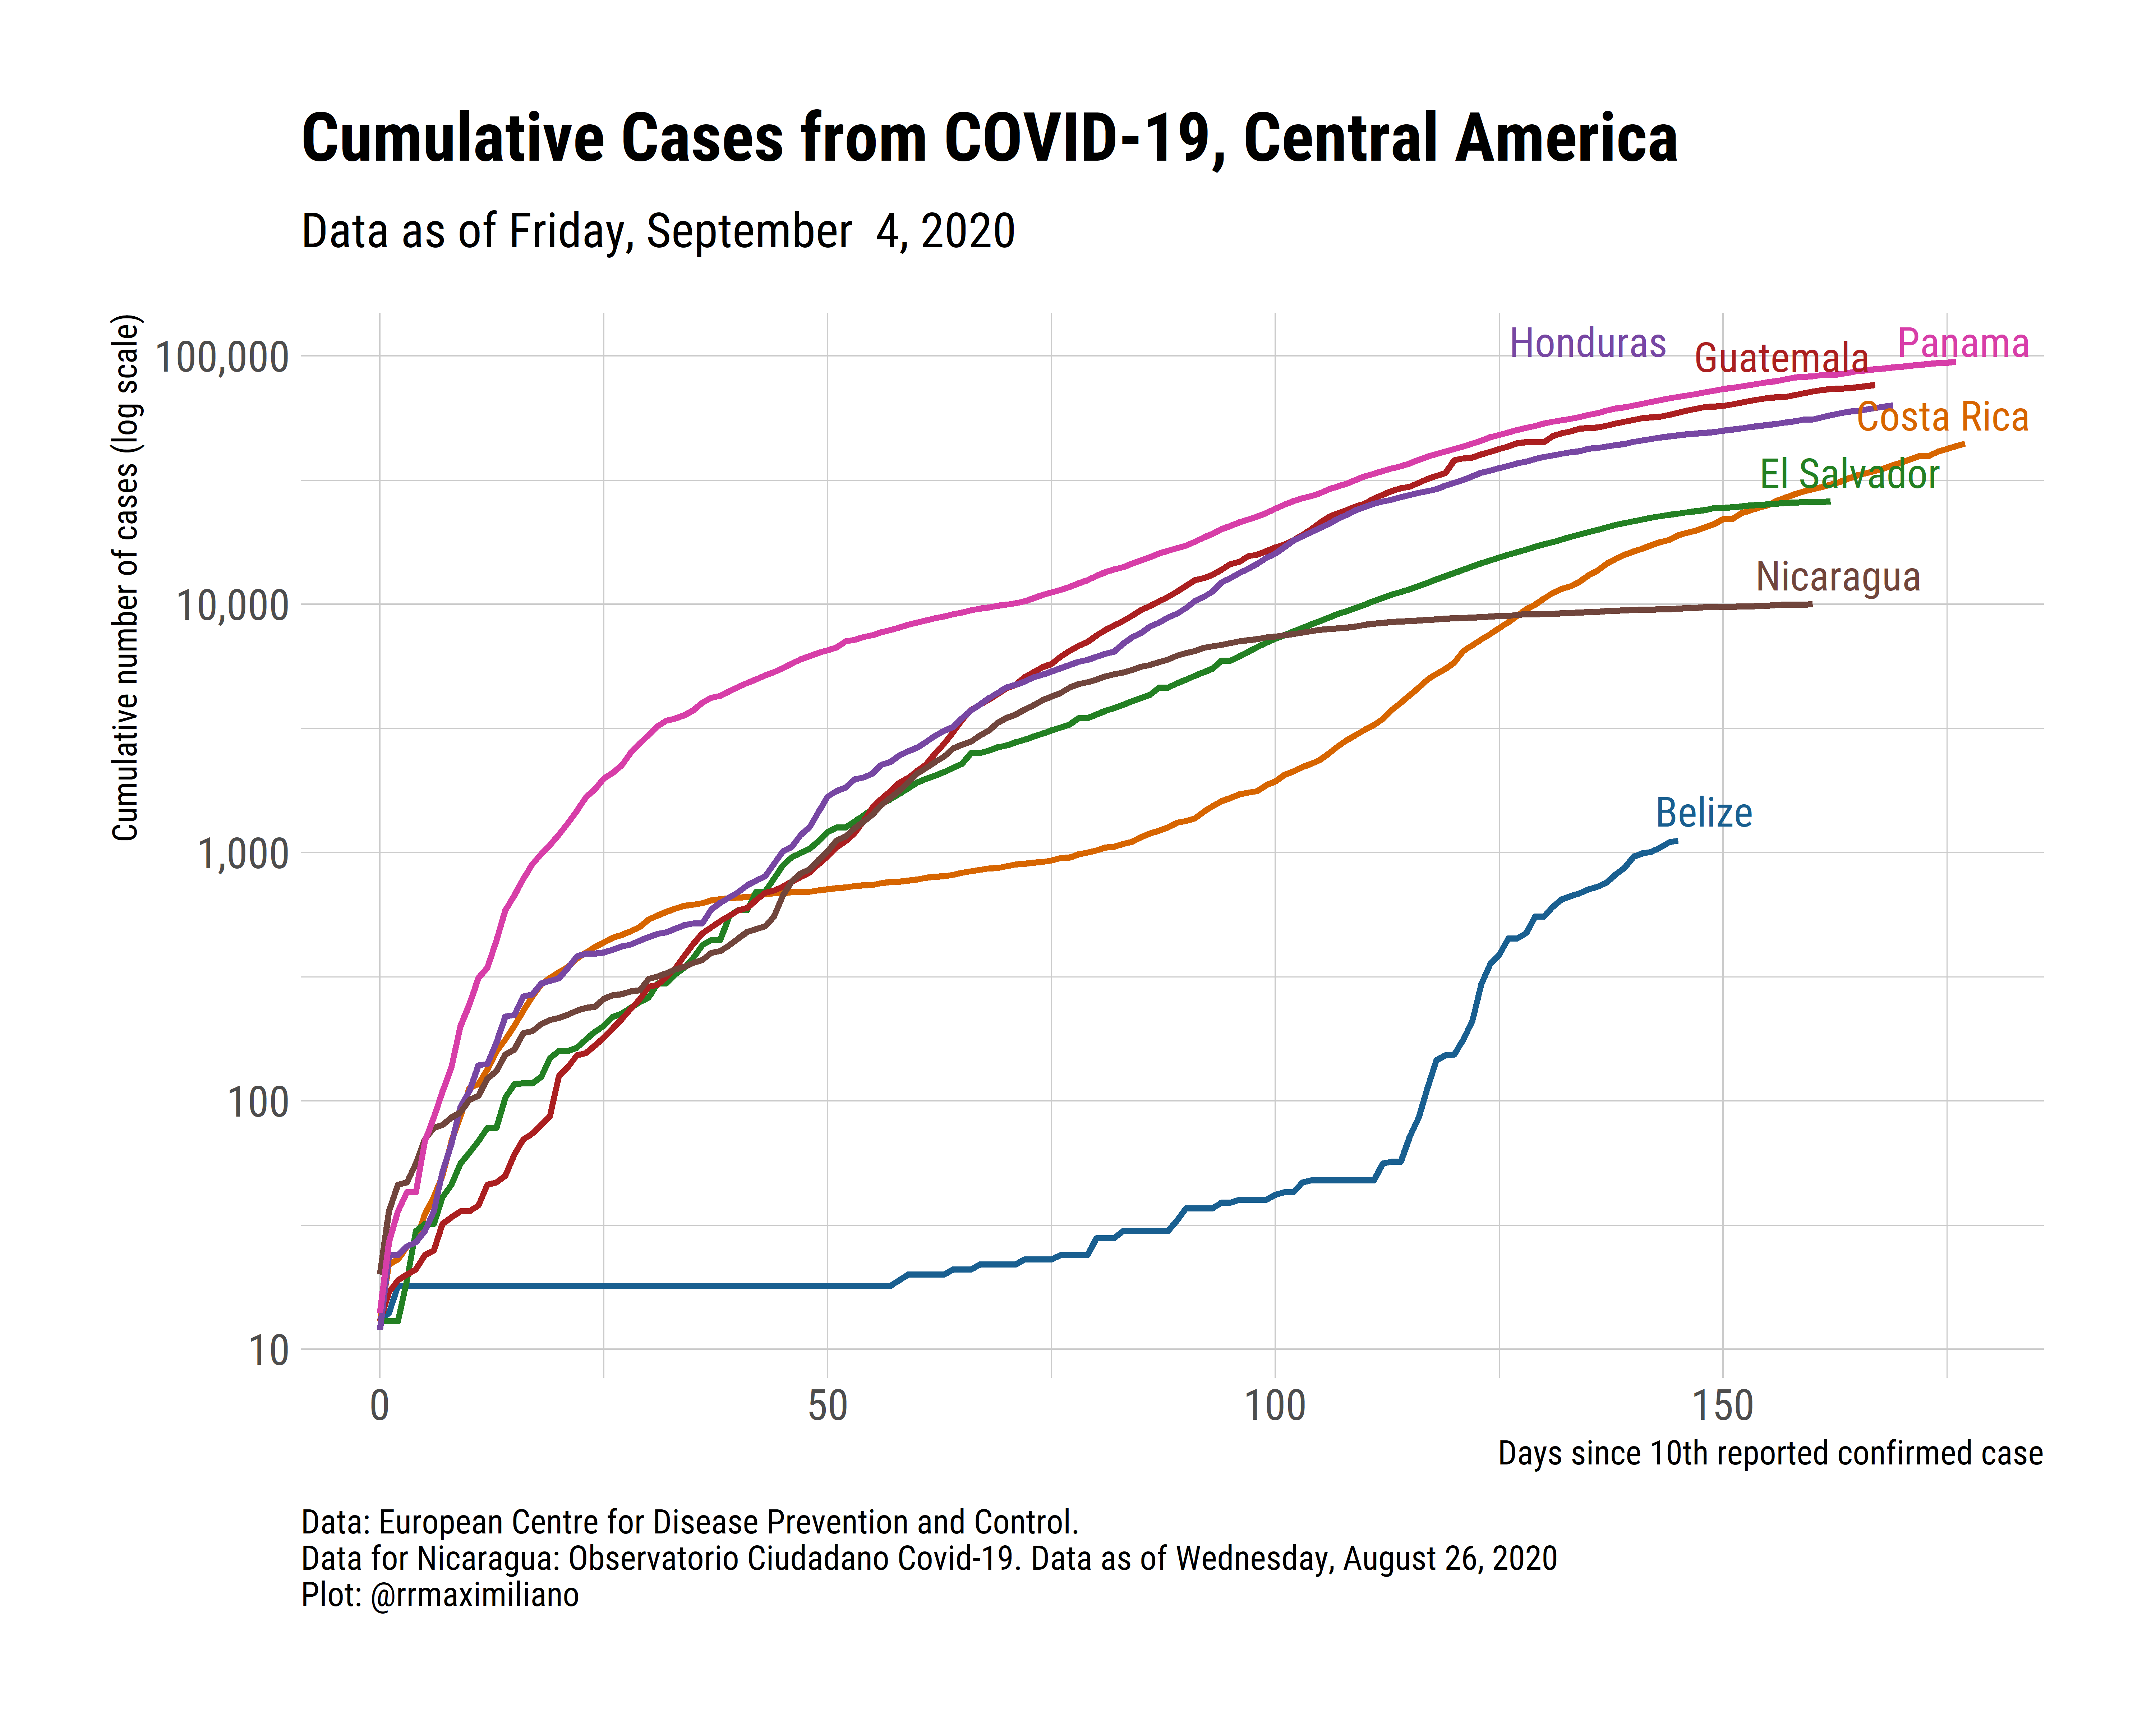 Cumulative Cases from COVID-19, Central America
Data as of Friday, September  4, 2020
Cumulative number of cases (log scale)
100,000
10,000
1,000
100
10
Honduras
Panama
Guatemala
Costa Rica
El Salvador
Nicaragua
Belize
0
50
100
150
Days since 10th reported confirmed case
Data: European Centre for Disease Prevention and Control.
Data for Nicaragua: Observatorio Ciudadano Covid-19. Data as of Wednesday, August 26, 2020
Plot: @rrmaximiliano